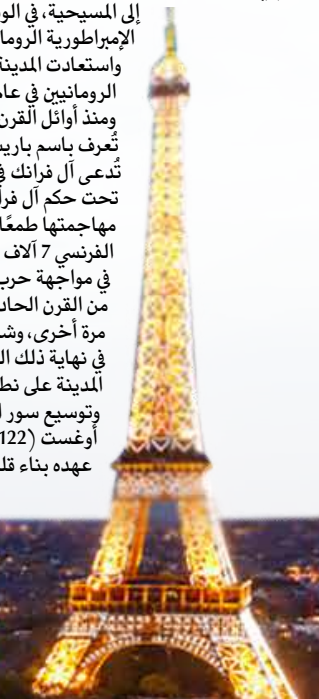 إلى المسيحية، في الو
الإمبراطورية الروما
واستعادت المدينة
الرومانيين في عام
ومنذ أوائل القرن
تُعرف باسم باريس
تُدعى آل فرانك في
تحت حكم آل فرا
مهاجمتها طمعًا
الفرنسي 7 آلاف
في مواجهة حرب
من القرن الحاد
مرة أخرى، وش
في نهاية ذلك ال
المدينة على نط
وتوسيع سور ا
أوغست (122
عهده بناء قل